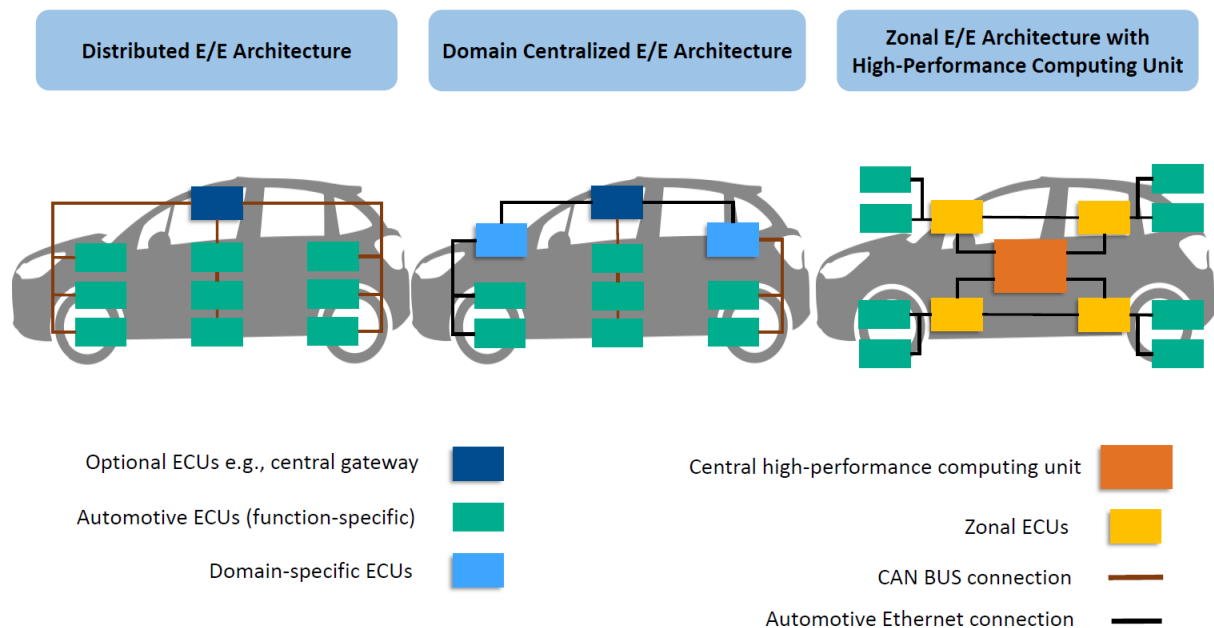 Distributed E/E Architecture
Domain Centralized E/E Architecture
Zonal E/E Architecture with
High-Performance Computing Unit
Optional ECUs e.g., central gateway
Automotive ECUs (function-specific)
Domain-specific ECUs
Central high-performance computing unit
Zonal ECUs
CAN BUS connection
Automotive Ethernet connection